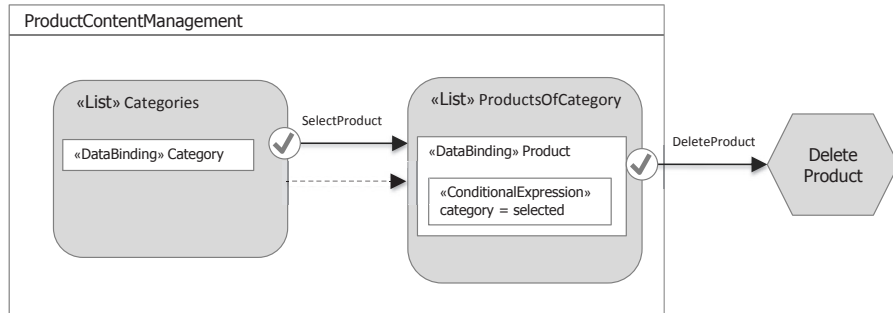 ProductContentManagement
«List» Categories
«DataBinding» Category
SelectProduct
«List» ProductsOfCategory
«DataBinding» Product
«ConditionalExpression»
category = selected
DeleteProduct
Delete
Product